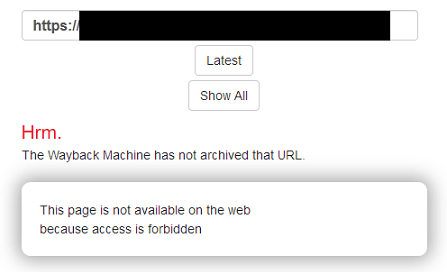 https://
Latest
Show All
Hrm.
The Wayback Machine has not archived that URL.
This page is not available on the web
because access is forbidden